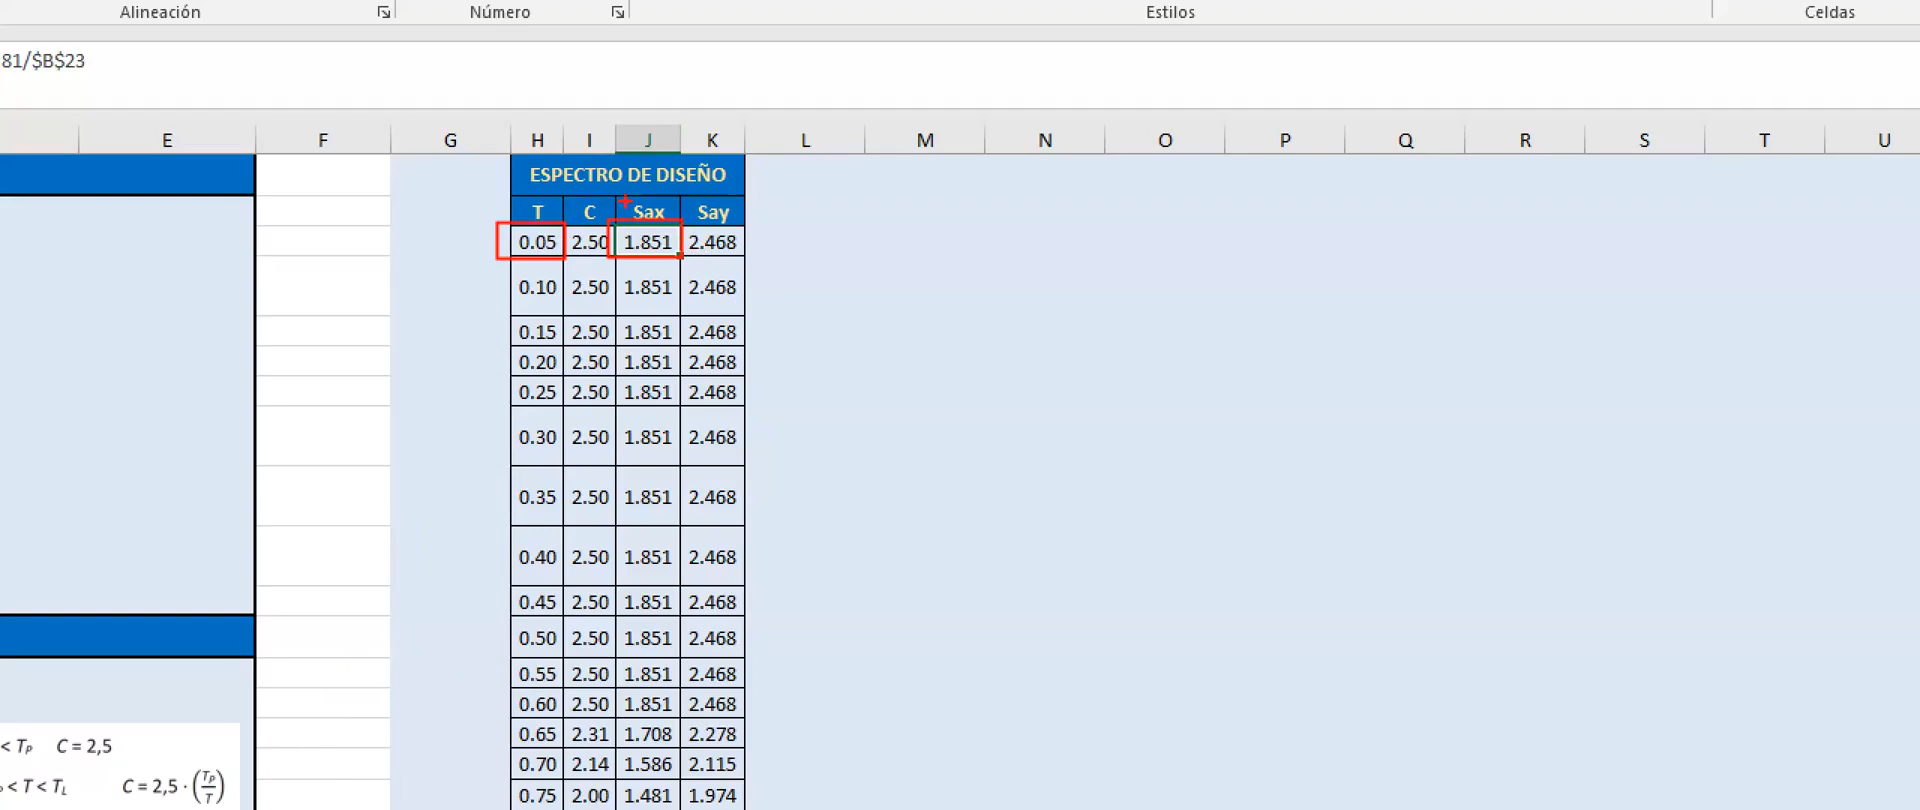 Alineación Número Estilos Celdas
81/$B$23
E F G H I J K L M N O P Q R S T U
ESPECTRO DE DISEÑO
T C Sax Say
0.05 2.50 1.851 2.468
0.10 2.50 1.851 2.468
0.15 2.50 1.851 2.468
0.20 2.50 1.851 2.468
0.25 2.50 1.851 2.468
0.30 2.50 1.851 2.468
0.35 2.50 1.851 2.468
0.40 2.50 1.851 2.468
0.45 2.50 1.851 2.468
0.50 2.50 1.851 2.468
0.55 2.50 1.851 2.468
0.60 2.50 1.851 2.468
0.65 2.31 1.708 2.278
0.70 2.14 1.586 2.115
0.75 2.00 1.481 1.974
< Tₚ C = 2,5
< T < T_L C = 2,5 · (Tₚ/T)